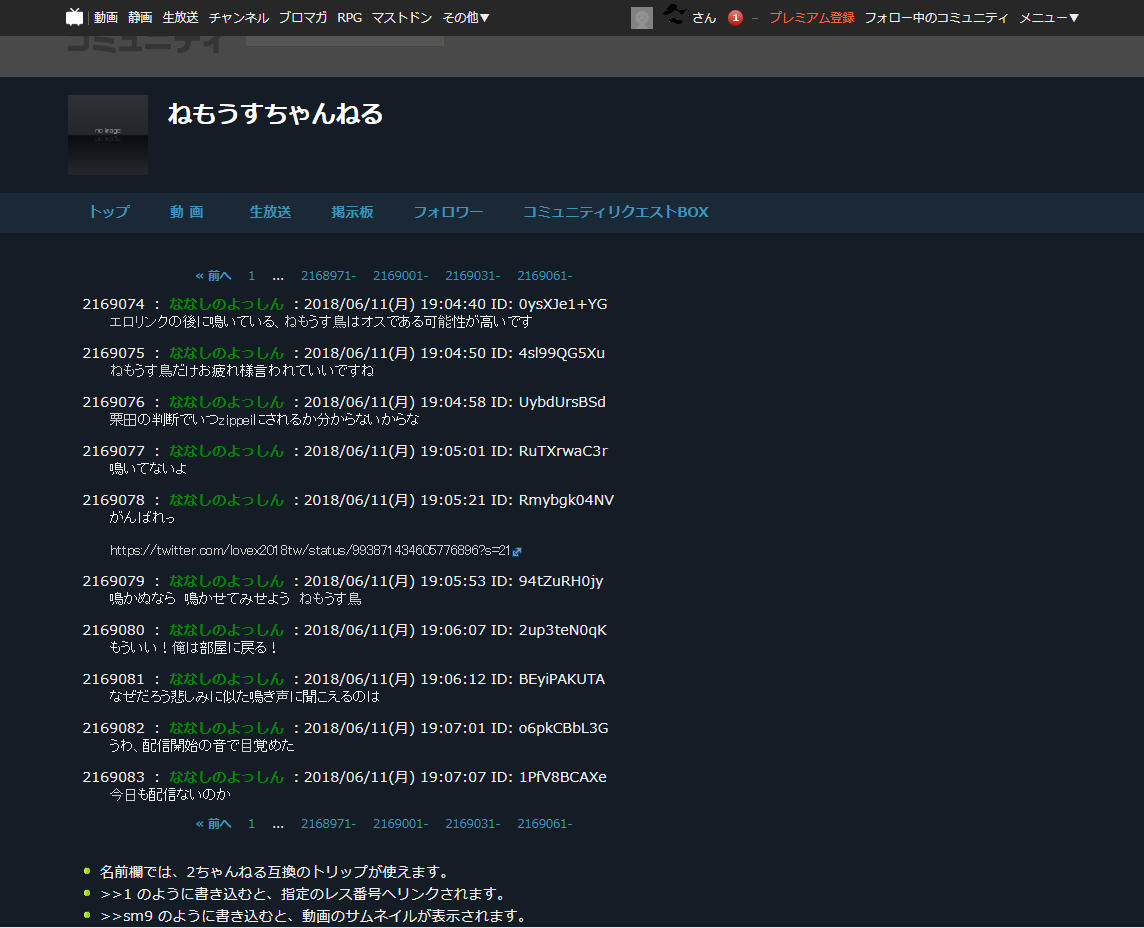 動画 静画 生放送 チャンネル ブロマガ RPG マストドン その他▼ さん 1 － プレミアム登録 フォロー中のコミュニティ メニュー▼
コミュニティ
no image
ねもうすちゃんねる
トップ 動 画 生放送 掲示板 フォロワー コミュニティリクエストBOX
« 前へ 1 ... 2168971- 2169001- 2169031- 2169061-
2169074 ： ななしのよっしん ：2018/06/11(月) 19:04:40 ID: 0ysXJe1+YG
エロリンクの後に鳴いている、ねもうす鳥はオスである可能性が高いです
2169075 ： ななしのよっしん ：2018/06/11(月) 19:04:50 ID: 4sl99QG5Xu
ねもうす鳥だけお疲れ様言われていいですね
2169076 ： ななしのよっしん ：2018/06/11(月) 19:04:58 ID: UybdUrsBSd
栗田の判断でいつzippeiにされるか分からないからな
2169077 ： ななしのよっしん ：2018/06/11(月) 19:05:01 ID: RuTXrwaC3r
鳴いてないよ
2169078 ： ななしのよっしん ：2018/06/11(月) 19:05:21 ID: Rmybgk04NV
がんばれっ
https://twitter.com/lovex2018tw/status/993871434605776896?s=21
2169079 ： ななしのよっしん ：2018/06/11(月) 19:05:53 ID: 94tZuRH0jy
鳴かぬなら 鳴かせてみせよう ねもうす鳥
2169080 ： ななしのよっしん ：2018/06/11(月) 19:06:07 ID: 2up3teN0qK
もういい！俺は部屋に戻る！
2169081 ： ななしのよっしん ：2018/06/11(月) 19:06:12 ID: BEyiPAKUTA
なぜだろう悲しみに似た鳴き声に聞こえるのは
2169082 ： ななしのよっしん ：2018/06/11(月) 19:07:01 ID: o6pkCBbL3G
うわ、配信開始の音で目覚めた
2169083 ： ななしのよっしん ：2018/06/11(月) 19:07:07 ID: 1PfV8BCAXe
今日も配信ないのか
« 前へ 1 ... 2168971- 2169001- 2169031- 2169061-
名前欄では、2ちゃんねる互換のトリップが使えます。
>>1 のように書き込むと、指定のレス番号へリンクされます。
>>sm9 のように書き込むと、動画のサムネイルが表示されます。